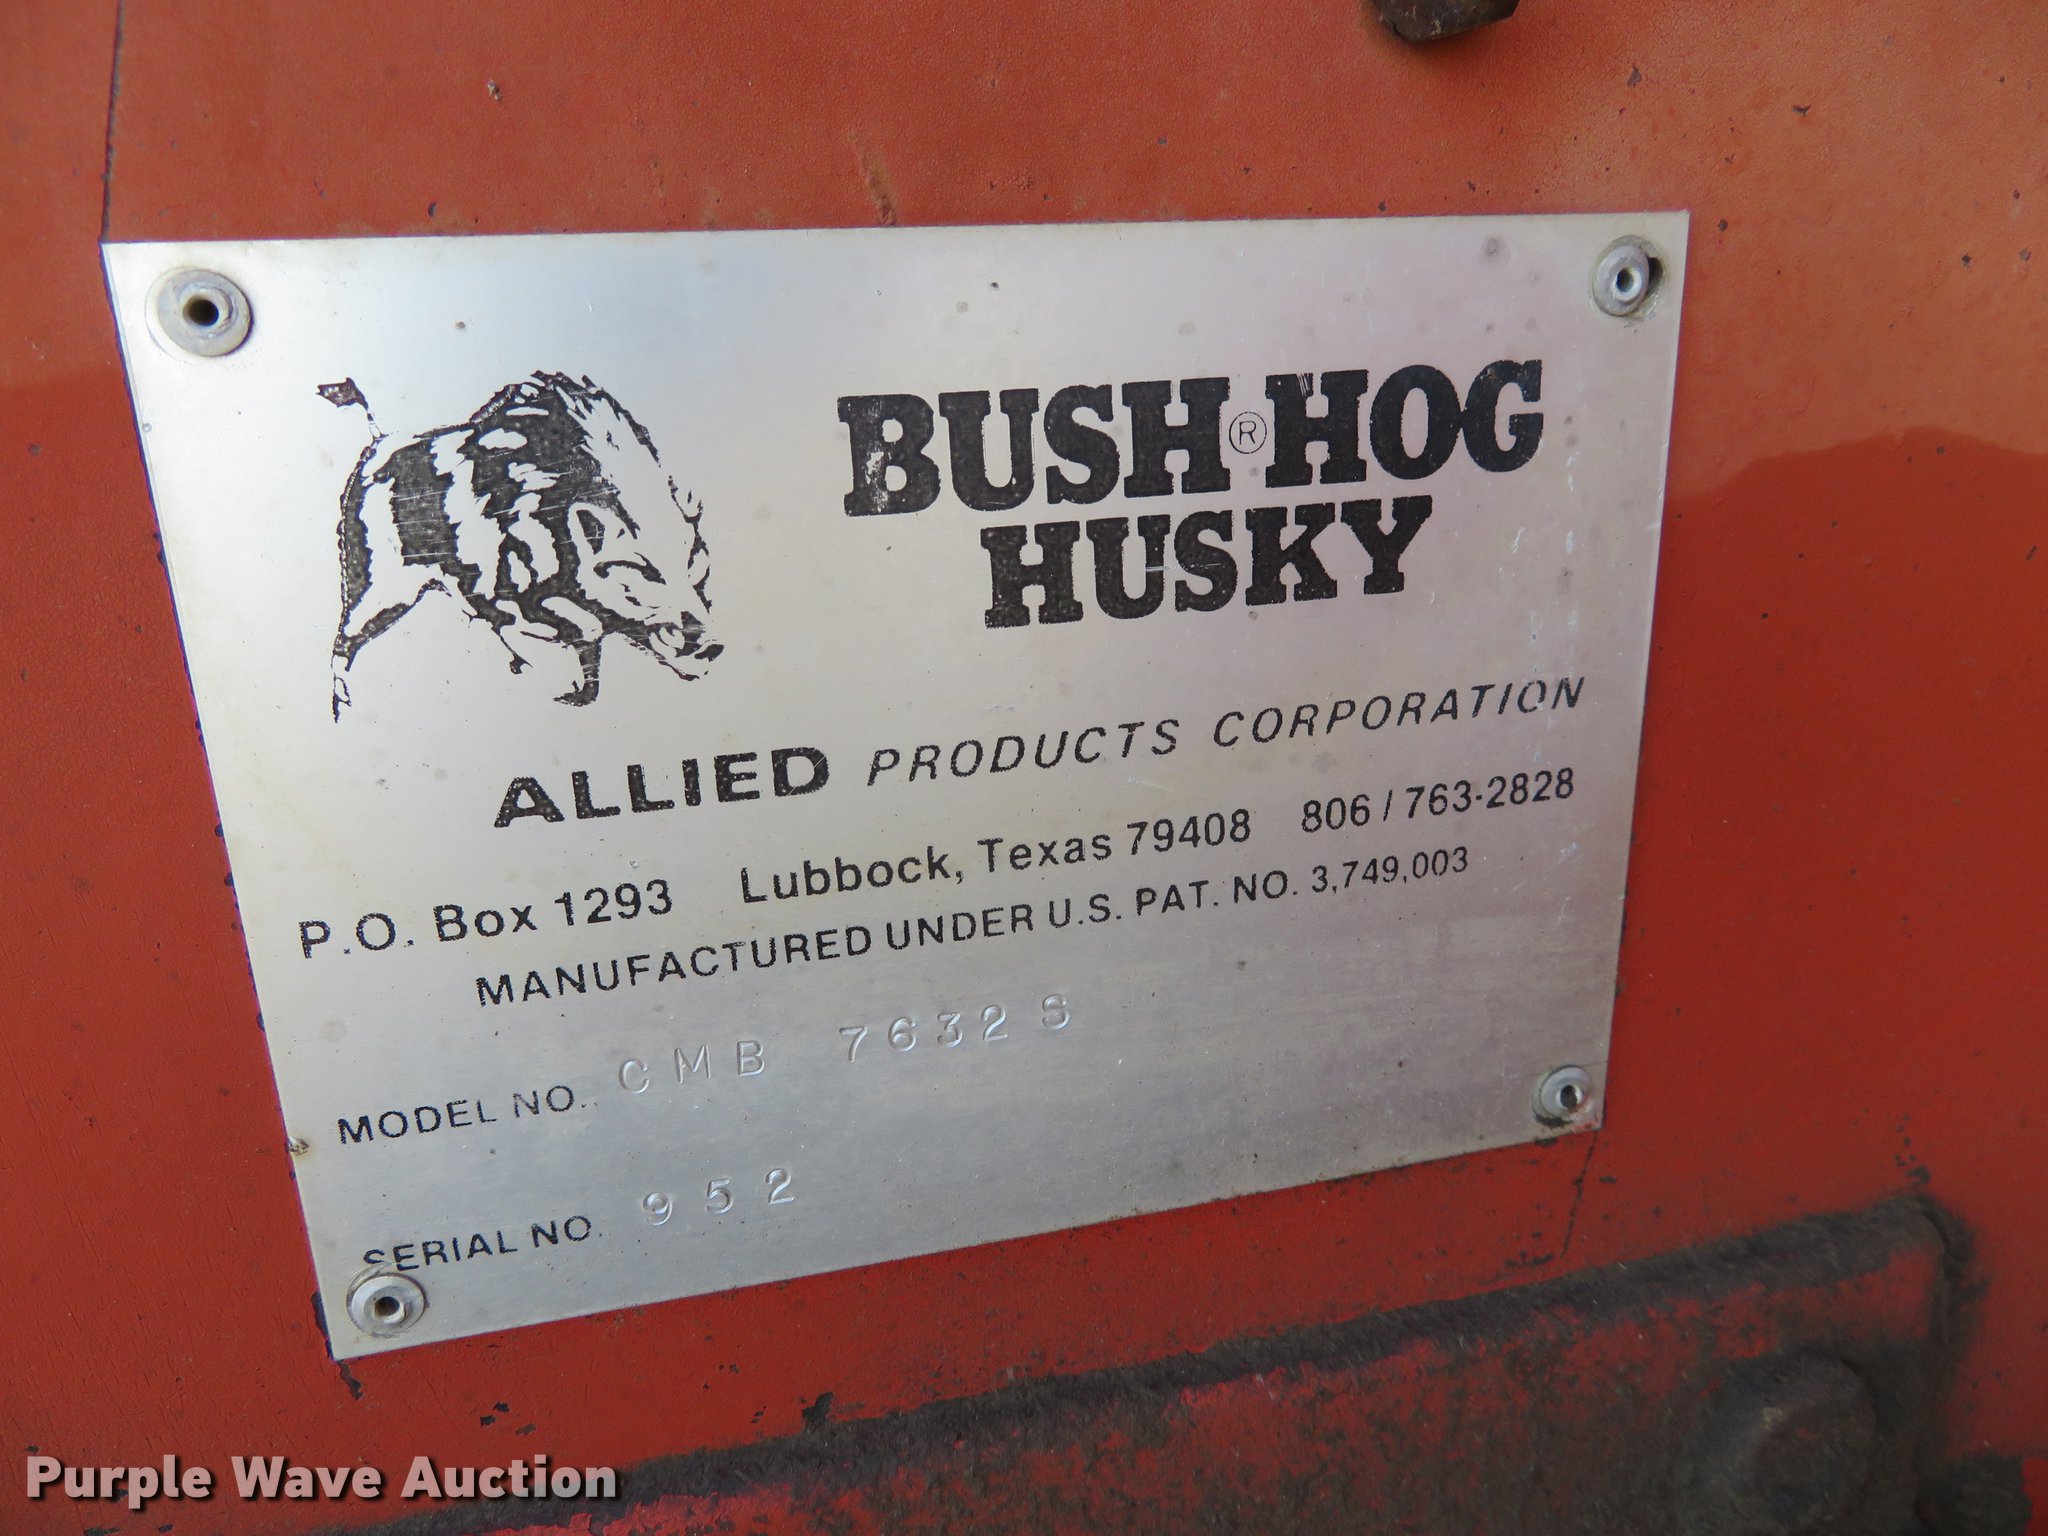 BUSH®HOG
HUSKY
ALLIED PRODUCTS CORPORATION
P.O. Box 1293 Lubbock, Texas 79408 806 / 763-2828
MANUFACTURED UNDER U.S. PAT. NO. 3,749,003
MODEL NO. CMB 7632 S
SERIAL NO. 952
Purple Wave Auction